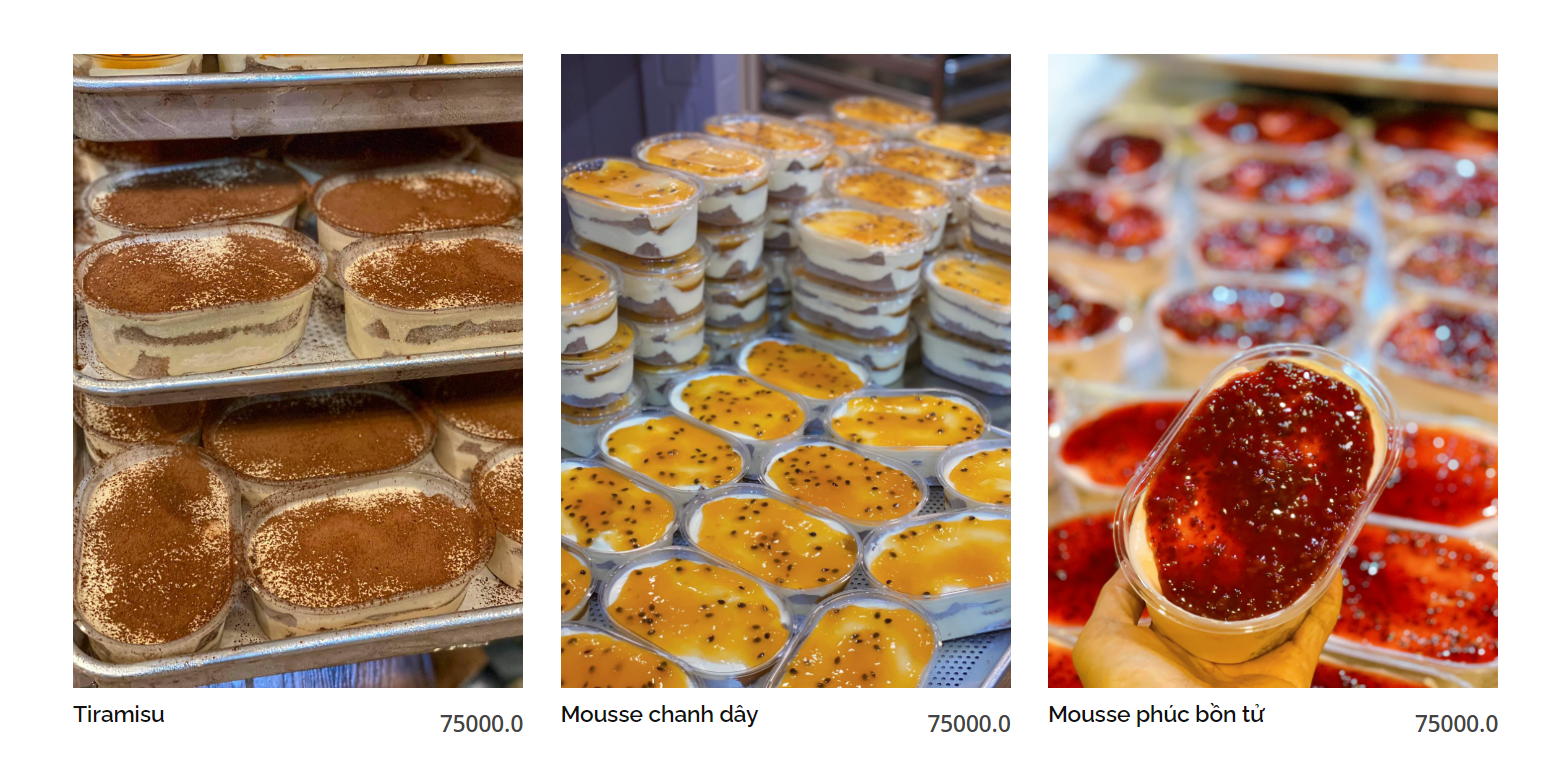 Tiramisu
75000.0
Mousse chanh dây
75000.0
Mousse phúc bồn tử
75000.0